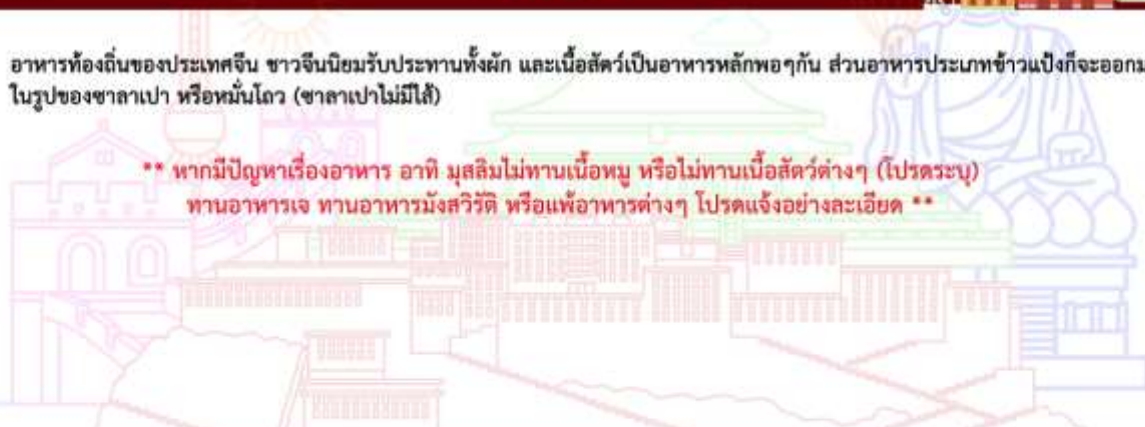 อาหารท้องถิ่นของประเทศจีน ชาวจีนนิยมรับประทานทั้งผัก และเนื้อสัตว์เป็นอาหารหลักพอๆกัน ส่วนอาหารประเภทข้าวแป้งก็จะออกม
ในรูปของซาลาเปา หรือหมั่นโถว (ซาลาเปาไม่มีไส้)
** หากมีปัญหาเรื่องอาหาร อาทิ มุสลิมไม่ทานเนื้อหมู หรือไม่ทานเนื้อสัตว์ต่างๆ (โปรดระบุ)
ทานอาหารเจ ทานอาหารมังสวิรัติ หรือแพ้อาหารต่างๆ โปรดแจ้งอย่างละเอียด **